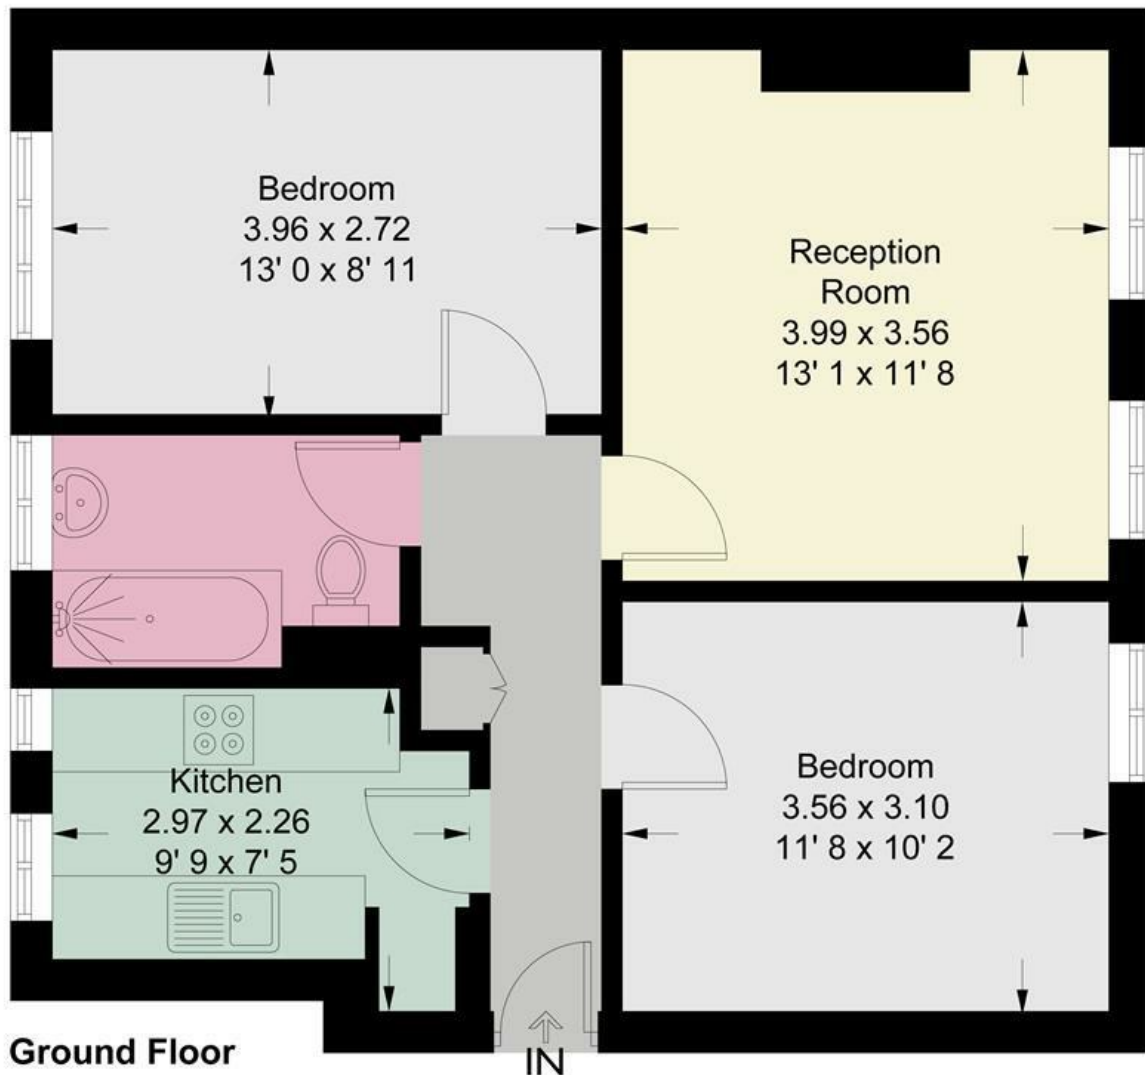 Bedroom
3.96 x 2.72
13' 0 x 8' 11
Reception
Room
3.99 x 3.56
13' 1 x 11' 8
Kitchen
2.97 x 2.26
9' 9 x 7' 5
Bedroom
3.56 x 3.10
11' 8 x 10' 2
Ground Floor
IN